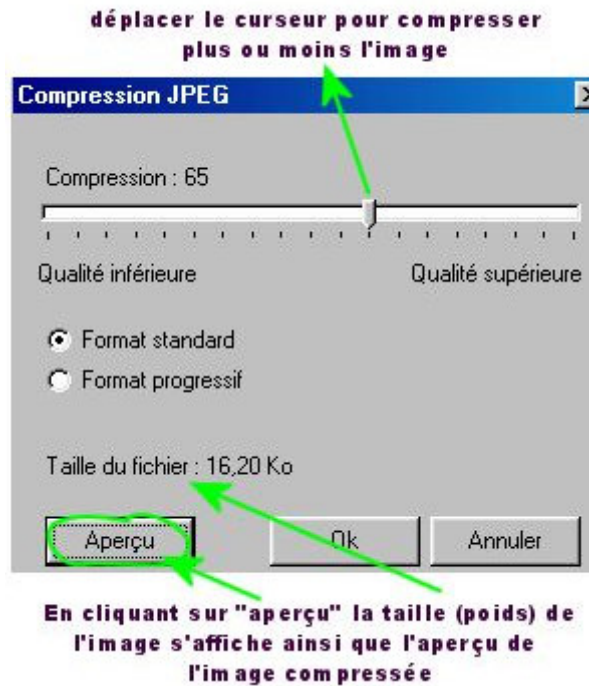 déplacer le curseur pour compresser
plus ou moins l'image
Compression JPEG
Compression : 65
Qualité inférieure Qualité supérieure
Format standard
Format progressif
Taille du fichier : 16,20 Ko
Aperçu Ok Annuler
En cliquant sur "aperçu" la taille (poids) de
l'image s'affiche ainsi que l'aperçu de
l'image compressée